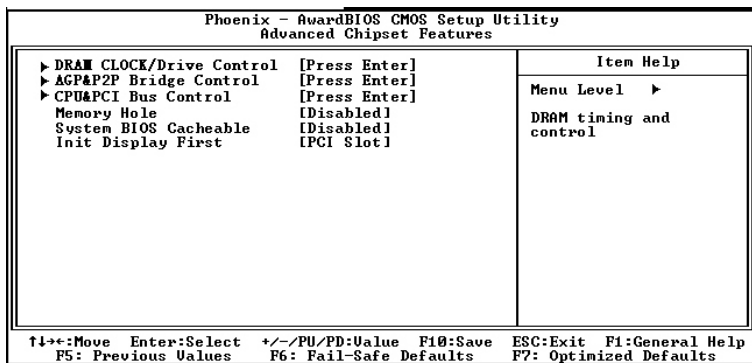 Phoenix - AwardBIOS CMOS Setup Utility
Advanced Chipset Features
▶ DRAM CLOCK/Drive Control [Press Enter]
▶ AGP&P2P Bridge Control [Press Enter]
▶ CPU&PCI Bus Control [Press Enter]
Memory Hole [Disabled]
System BIOS Cacheable [Disabled]
Init Display First [PCI Slot]
Item Help
Menu Level ▶
DRAM timing and
control
↑↓→←:Move Enter:Select +/-/PU/PD:Value F10:Save ESC:Exit F1:General Help
F5: Previous Values F6: Fail-Safe Defaults F7: Optimized Defaults